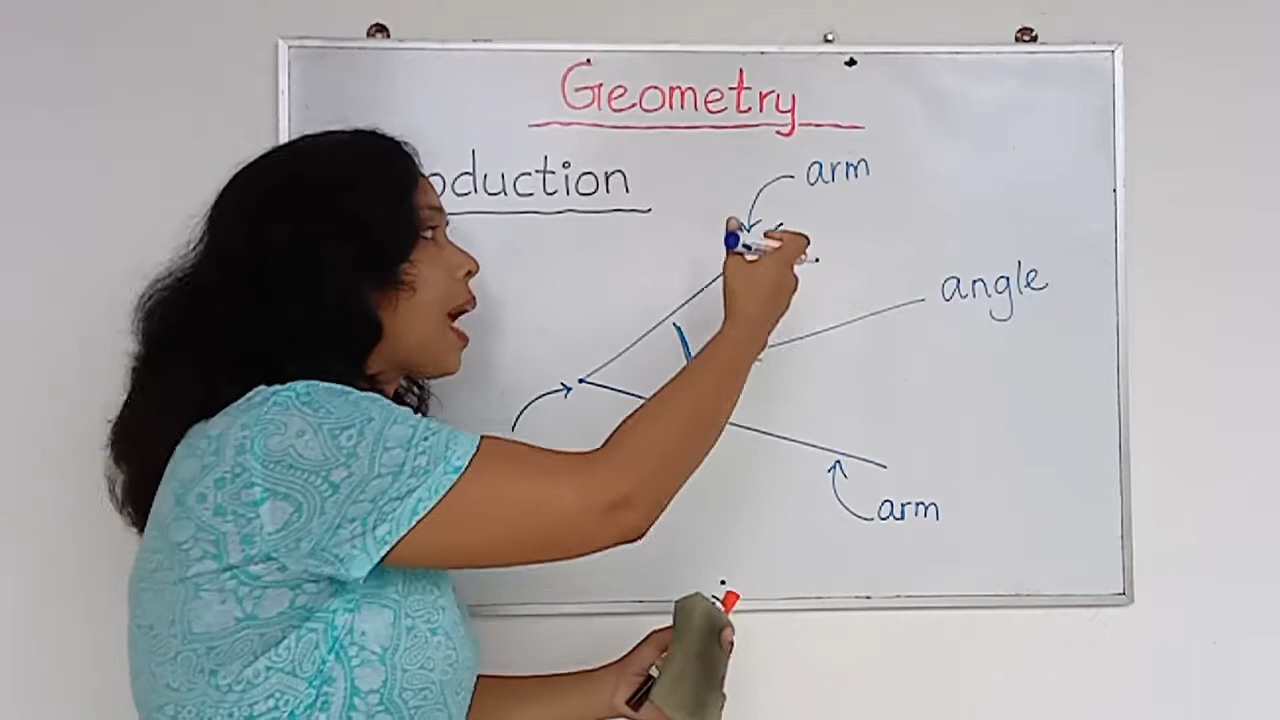 Geometry
oduction
arm
angle
arm